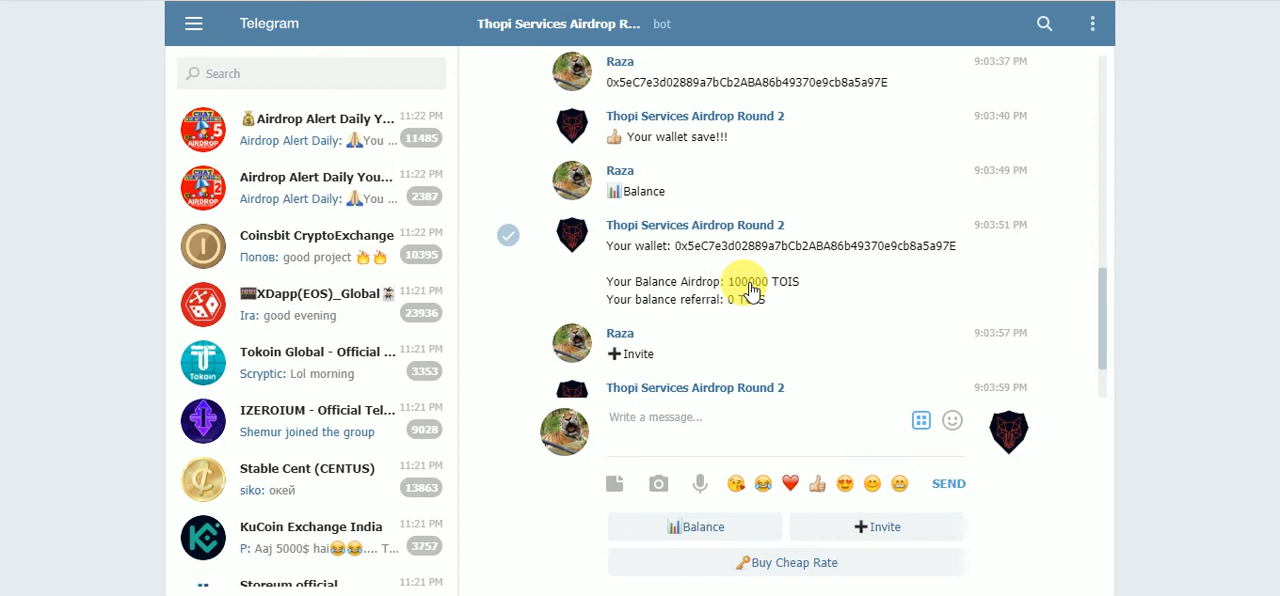 Telegram
Thopi Services Airdrop R... bot
Search
💰Airdrop Alert Daily Y... 11:22 PM
Airdrop Alert Daily: 🙏You ... 11485
Airdrop Alert Daily You... 11:22 PM
Airdrop Alert Daily: 🙏You ... 2387
Coinsbit CryptoExchange 11:22 PM
Попов: good project 🔥🔥 10395
XDapp(EOS)_Global 11:21 PM
Ira: good evening 23936
Tokoin Global - Official ... 11:21 PM
Scryptic: Lol morning 3353
IZEROIUM - Official Tel... 11:21 PM
Shemur joined the group 9028
Stable Cent (CENTUS) 11:21 PM
siko: окей 13863
KuCoin Exchange India 11:21 PM
P: Aaj 5000$ hai😂😂.... T... 3757
Storeum official 11:21 PM
Raza 9:03:37 PM
0x5eC7e3d02889a7bCb2ABA86b49370e9cb8a5a97E
Thopi Services Airdrop Round 2 9:03:40 PM
👍 Your wallet save!!!
Raza 9:03:49 PM
📊Balance
Thopi Services Airdrop Round 2 9:03:51 PM
Your wallet: 0x5eC7e3d02889a7bCb2ABA86b49370e9cb8a5a97E
Your Balance Airdrop: 100000 TOIS
Your balance referral: 0 TOIS
Raza 9:03:57 PM
➕Invite
Thopi Services Airdrop Round 2 9:03:59 PM
Write a message...
SEND
📊Balance
➕Invite
🔑Buy Cheap Rate